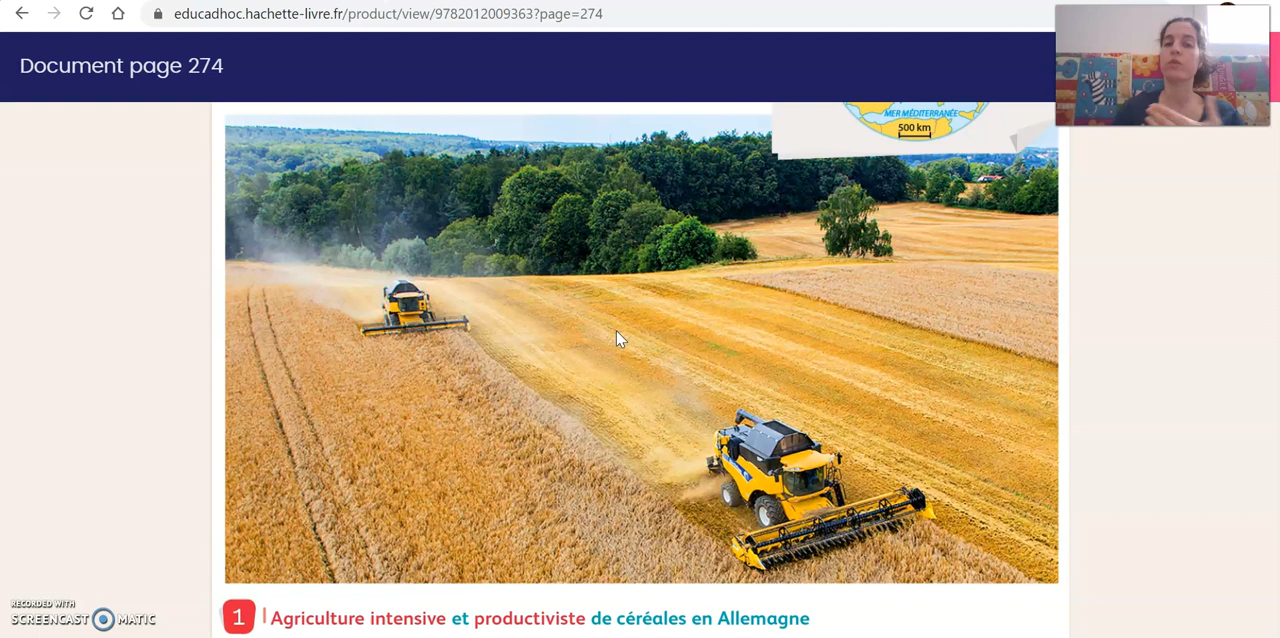 educadhoc.hachette-livre.fr/product/view/9782012009363?page=274
Document page 274
MER MÉDITERRANÉE
500 km
RECORDED WITH
SCREENCAST MATIC
1 Agriculture intensive et productiviste de céréales en Allemagne